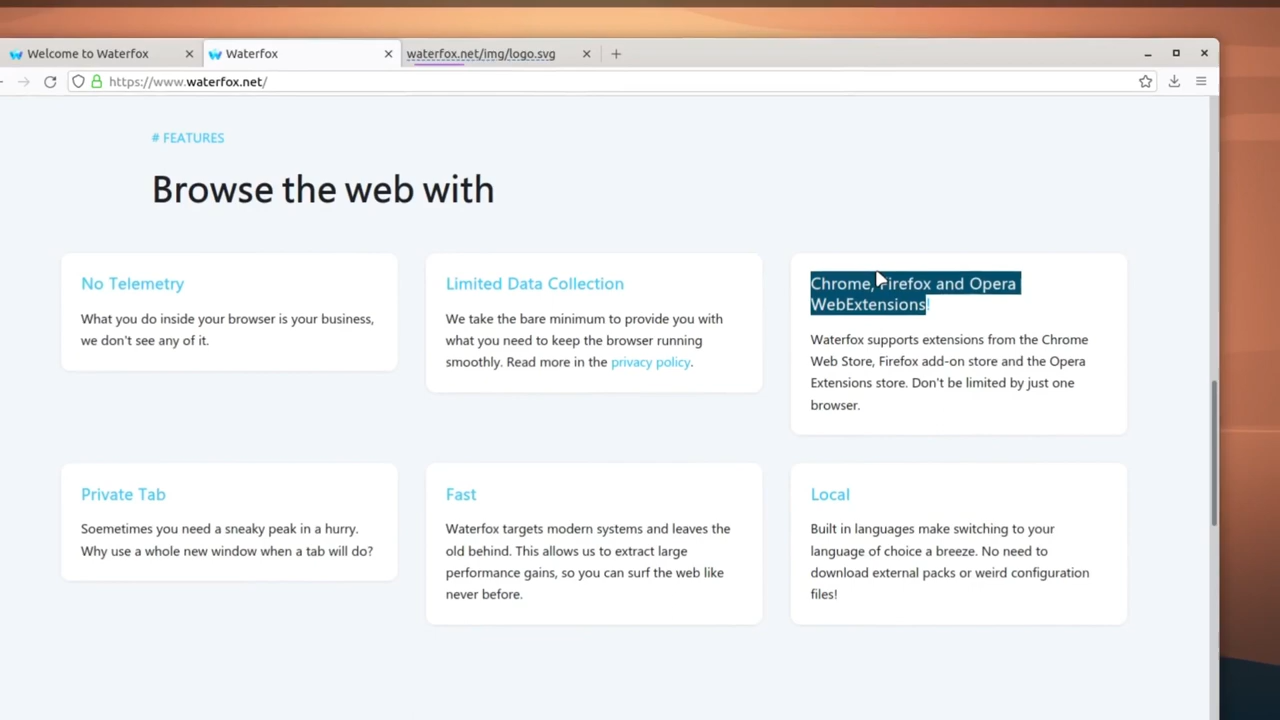 Welcome to Waterfox
Waterfox
waterfox.net/img/logo.svg
https://www.waterfox.net/
# FEATURES
Browse the web with
No Telemetry
What you do inside your browser is your business,
we don't see any of it.
Limited Data Collection
We take the bare minimum to provide you with
what you need to keep the browser running
smoothly. Read more in the privacy policy.
Chrome, Firefox and Opera
WebExtensions!
Waterfox supports extensions from the Chrome
Web Store, Firefox add-on store and the Opera
Extensions store. Don't be limited by just one
browser.
Private Tab
Soemetimes you need a sneaky peak in a hurry.
Why use a whole new window when a tab will do?
Fast
Waterfox targets modern systems and leaves the
old behind. This allows us to extract large
performance gains, so you can surf the web like
never before.
Local
Built in languages make switching to your
language of choice a breeze. No need to
download external packs or weird configuration
files!